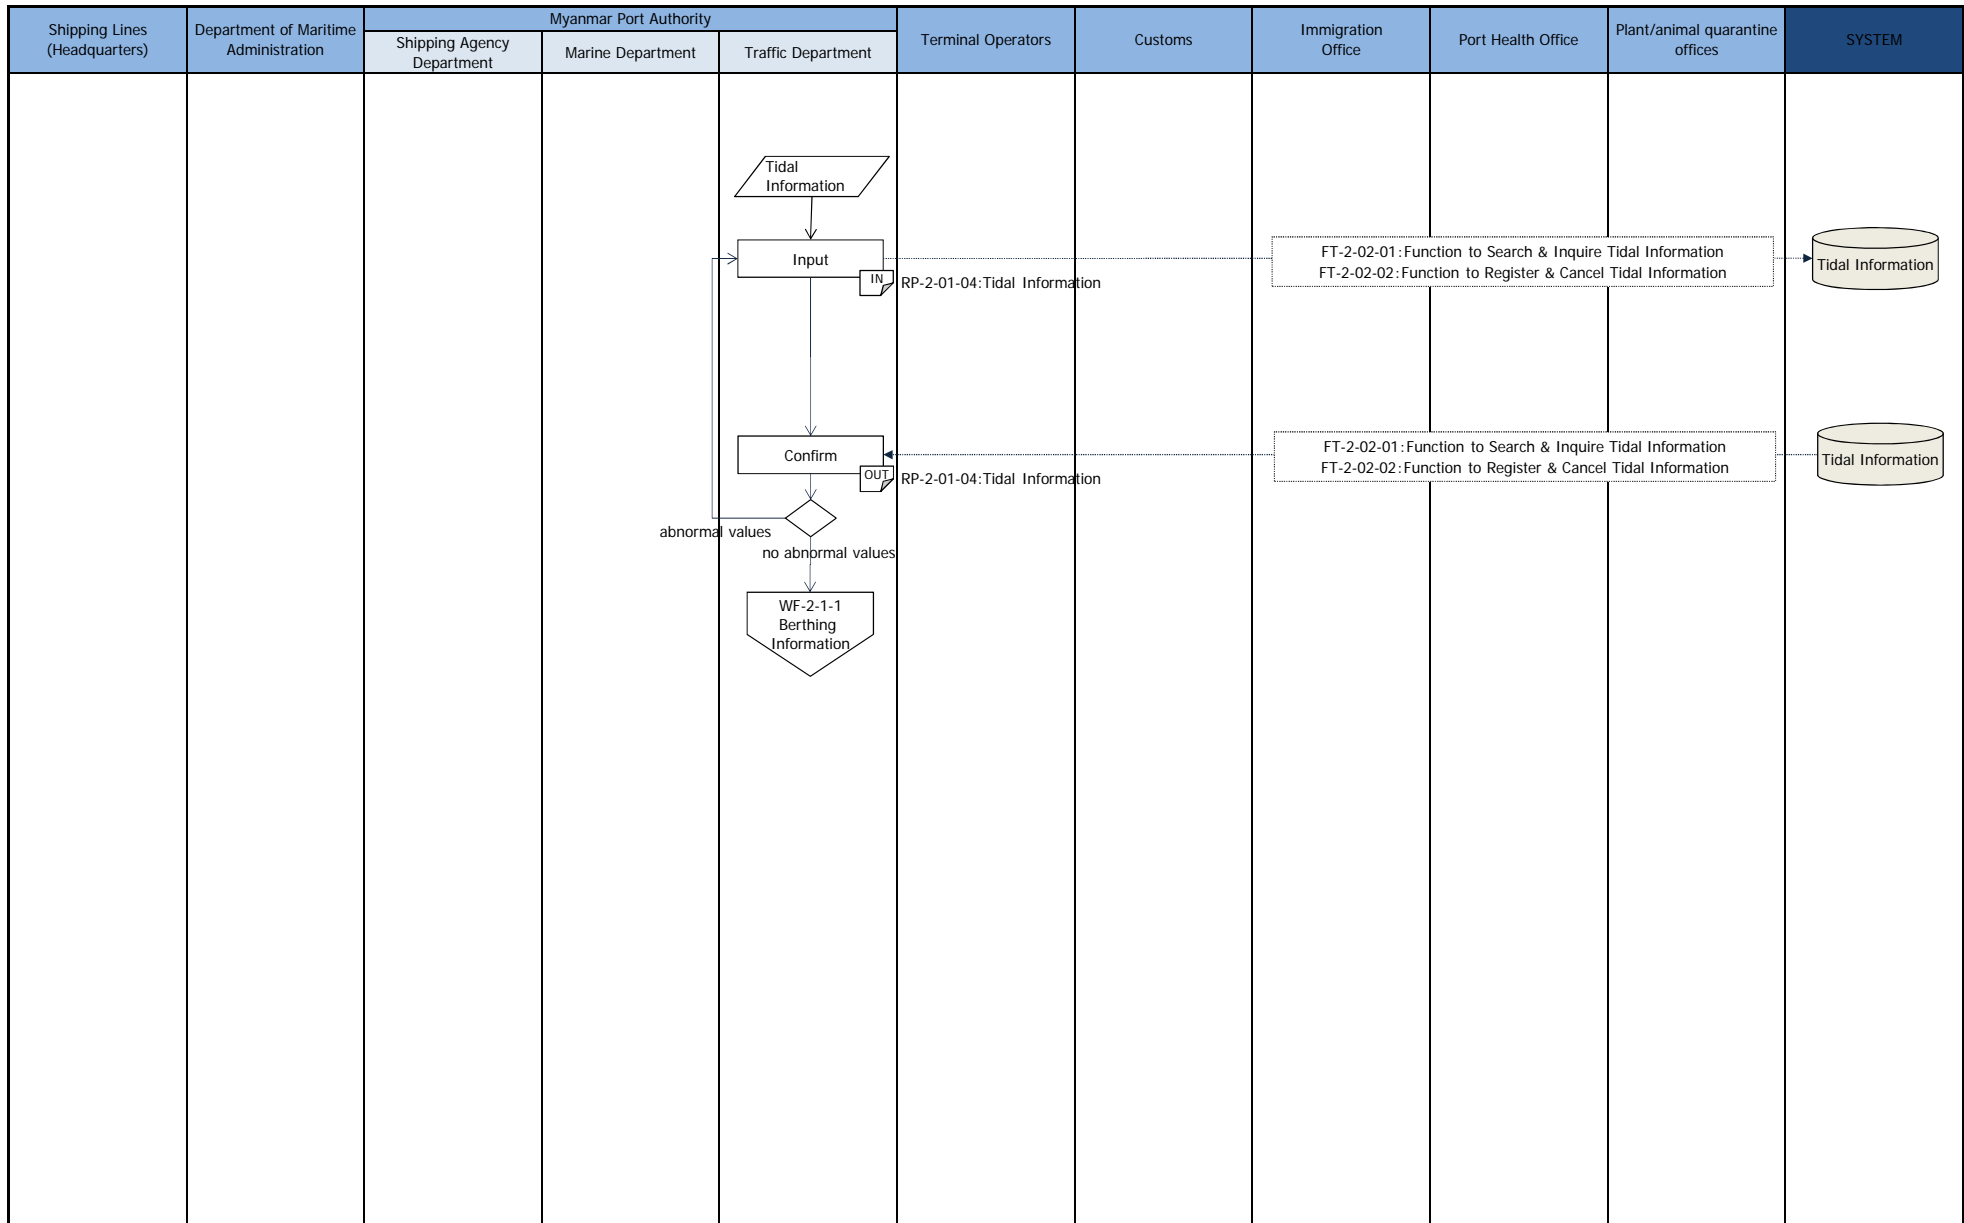 Shipping Lines
(Headquarters)
Department of Maritime
Administration
Myanmar Port Authority
Shipping Agency
Department
Marine Department
Traffic Department
Terminal Operators
Customs
Immigration
Office
Port Health Office
Plant/animal quarantine
offices
SYSTEM
Tidal
Information
Input
IN
RP-2-01-04:Tidal Information
FT-2-02-01:Function to Search & Inquire Tidal Information
FT-2-02-02:Function to Register & Cancel Tidal Information
Tidal Information
Confirm
OUT
RP-2-01-04:Tidal Information
FT-2-02-01:Function to Search & Inquire Tidal Information
FT-2-02-02:Function to Register & Cancel Tidal Information
Tidal Information
abnormal values
no abnormal values
WF-2-1-1
Berthing
Information